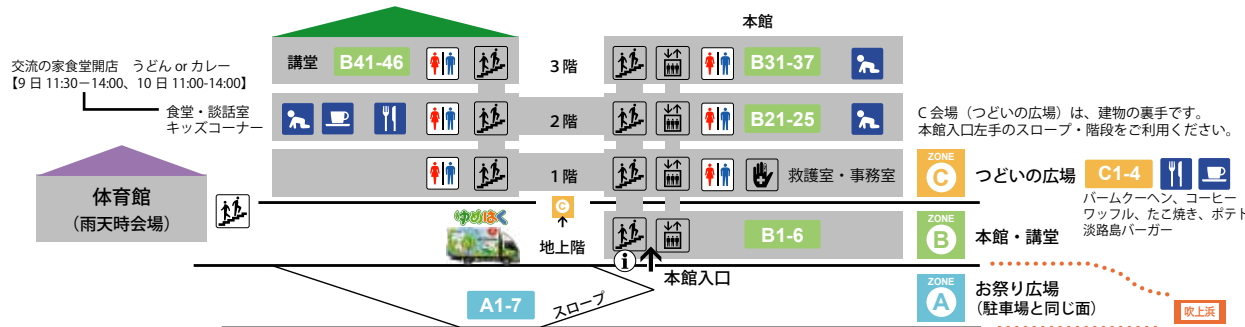 本館
講堂
B41-46
3階
B31-37
交流の家食堂開店　うどん or カレー
【9日 11:30－14:00、10日 11:00-14:00】
食堂・談話室
キッズコーナー
2階
B21-25
C会場（つどいの広場）は、建物の裏手です。
本館入口左手のスロープ・階段をご利用ください。
1階
救護室・事務室
体育館
（雨天時会場）
ZONE
C
つどいの広場
C1-4
バームクーヘン、コーヒー
ワッフル、たこ焼き、ポテト
淡路島バーガー
C
ゆめはく
地上階
B1-6
ZONE
B
本館・講堂
i
本館入口
A1-7
スロープ
ZONE
A
お祭り広場
（駐車場と同じ面）
吹上浜